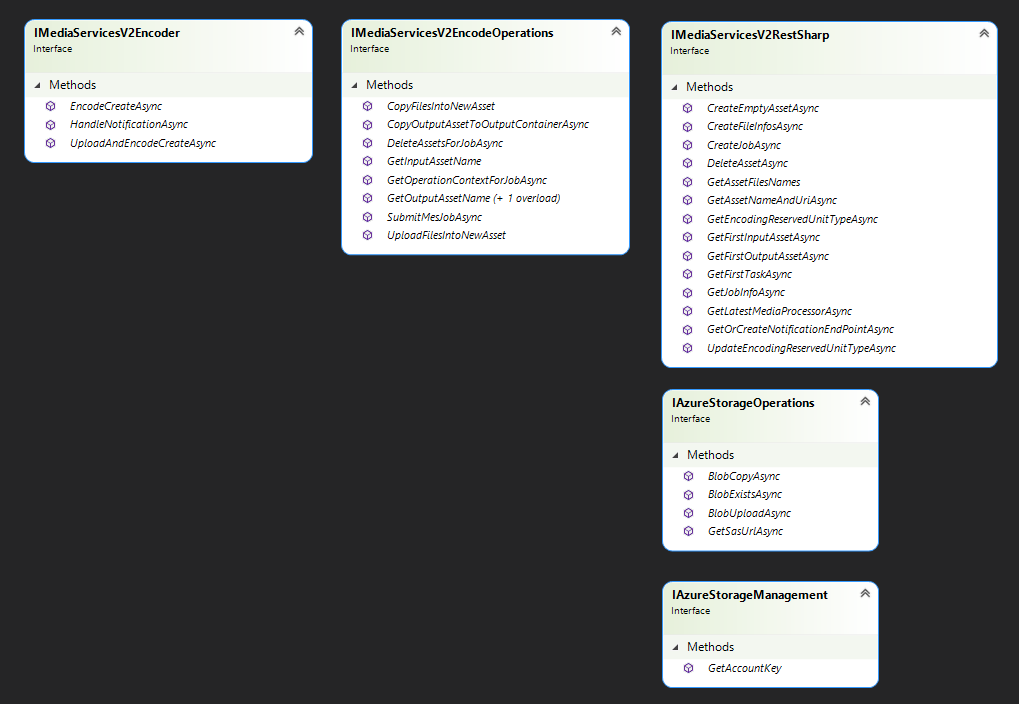 IMediaServicesV2Encoder
Interface
Methods
EncodeCreateAsync
HandleNotificationAsync
UploadAndEncodeCreateAsync
IMediaServicesV2EncodeOperations
Interface
Methods
CopyFilesIntoNewAsset
CopyOutputAssetToOutputContainerAsync
DeleteAssetsForJobAsync
GetInputAssetName
GetOperationContextForJobAsync
GetOutputAssetName (+ 1 overload)
SubmitMesJobAsync
UploadFilesIntoNewAsset
IMediaServicesV2RestSharp
Interface
Methods
CreateEmptyAssetAsync
CreateFileInfosAsync
CreateJobAsync
DeleteAssetAsync
GetAssetFilesNames
GetAssetNameAndUriAsync
GetEncodingReservedUnitTypeAsync
GetFirstInputAssetAsync
GetFirstOutputAssetAsync
GetFirstTaskAsync
GetJobInfoAsync
GetLatestMediaProcessorAsync
GetOrCreateNotificationEndPointAsync
UpdateEncodingReservedUnitTypeAsync
IAzureStorageOperations
Interface
Methods
BlobCopyAsync
BlobExistsAsync
BlobUploadAsync
GetSasUrlAsync
IAzureStorageManagement
Interface
Methods
GetAccountKey